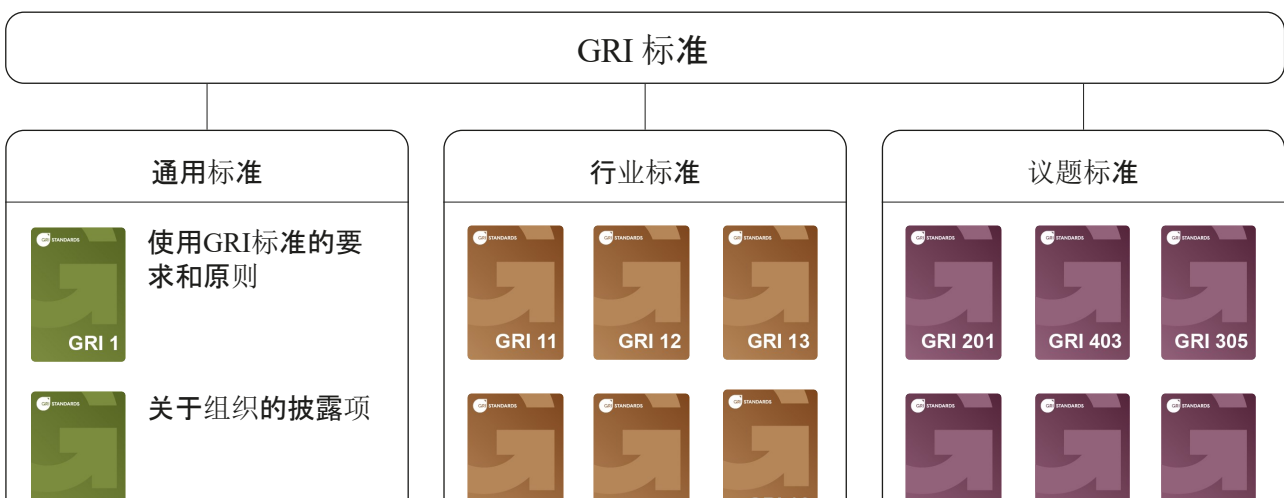 GRI 标准
通用标准
GRI STANDARDS
GRI 1
使用GRI标准的要
求和原则
GRI STANDARDS
关于组织的披露项
行业标准
GRI STANDARDS
GRI STANDARDS
GRI STANDARDS
GRI 11
GRI 12
GRI 13
GRI STANDARDS
GRI STANDARDS
GRI STANDARDS
议题标准
GRI STANDARDS
GRI STANDARDS
GRI STANDARDS
GRI 201
GRI 403
GRI 305
GRI STANDARDS
GRI STANDARDS
GRI STANDARDS